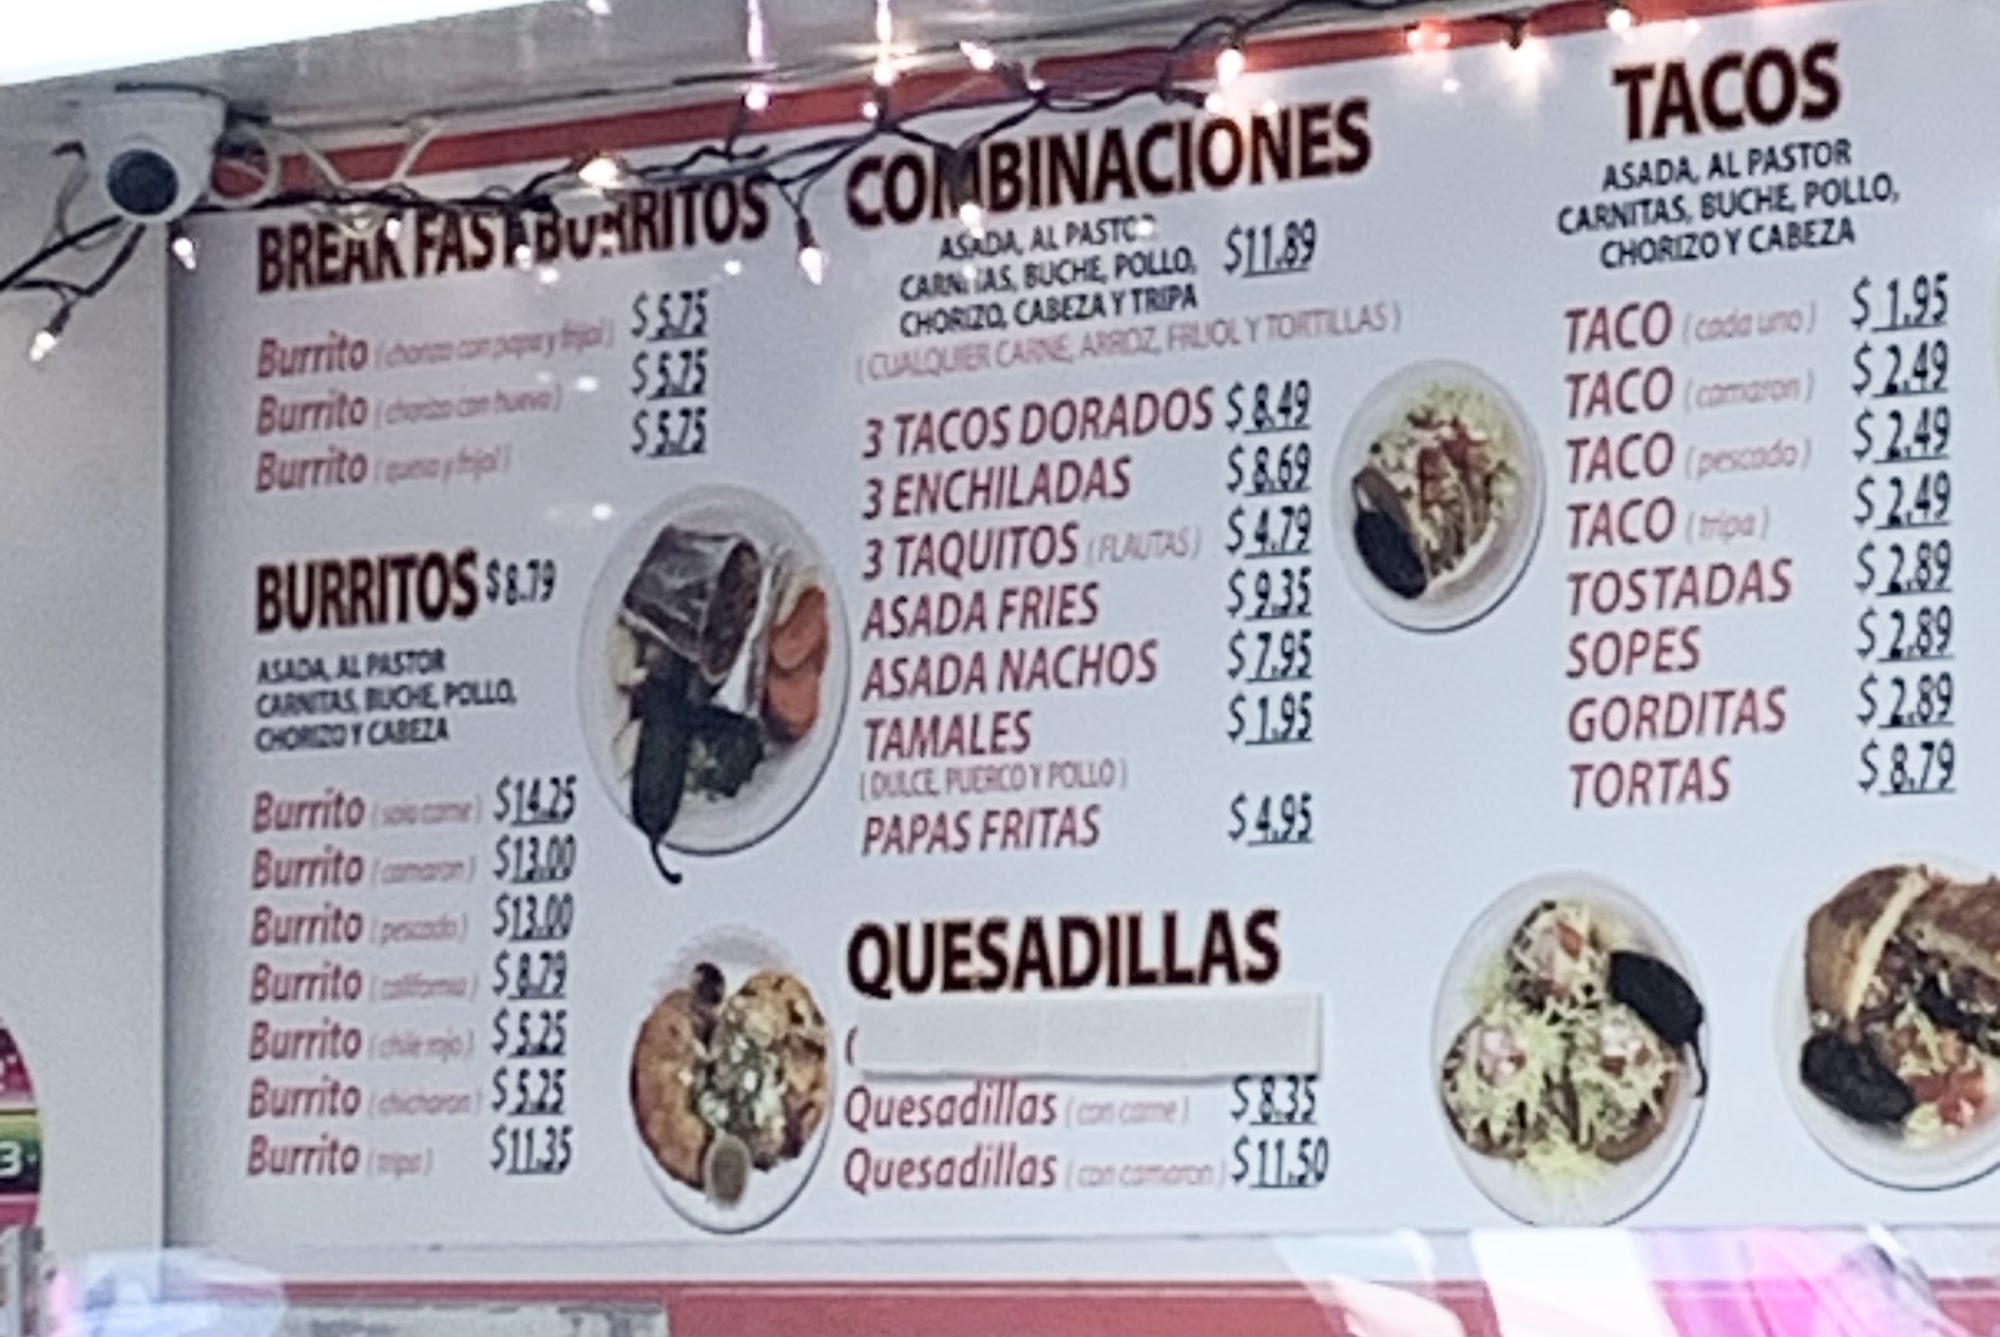 BREAK FAST BURRITOS
Burrito (chorizo con papa y frijol) $5.75
Burrito (chorizo con huevo) $5.75
Burrito (queso y frijol) $5.75
BURRITOS $8.79
ASADA, AL PASTOR
CARNITAS, BUCHE, POLLO,
CHORIZO Y CABEZA
Burrito (solo carne) $14.25
Burrito (camaron) $13.00
Burrito (pescado) $13.00
Burrito (california) $8.79
Burrito (chile rojo) $5.25
Burrito (chicharon) $5.25
Burrito (tripa) $11.35
COMBINACIONES
ASADA, AL PASTOR
CARNITAS, BUCHE, POLLO, $11.89
CHORIZO, CABEZA Y TRIPA
(CUALQUIER CARNE, ARROZ, FRIJOL Y TORTILLAS)
3 TACOS DORADOS $8.49
3 ENCHILADAS $8.69
3 TAQUITOS (FLAUTAS) $4.79
ASADA FRIES $9.35
ASADA NACHOS $7.95
TAMALES $1.95
(DULCE, PUERCO Y POLLO)
PAPAS FRITAS $4.95
QUESADILLAS
(
Quesadillas (con carne) $8.35
Quesadillas (con camaron) $11.50
TACOS
ASADA, AL PASTOR
CARNITAS, BUCHE, POLLO,
CHORIZO Y CABEZA
TACO (cada uno) $1.95
TACO (camaron) $2.49
TACO (pescado) $2.49
TACO (tripa) $2.49
TOSTADAS $2.89
SOPES $2.89
GORDITAS $2.89
TORTAS $8.79
3